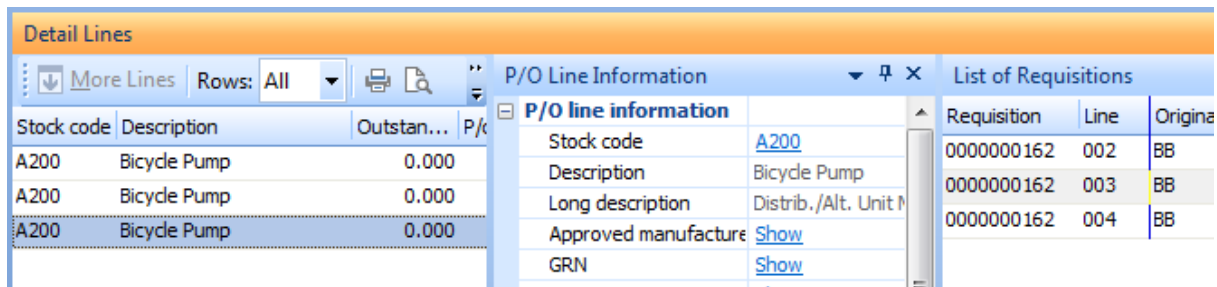 Detail Lines
More Lines Rows: All
Stock code Description Outstan... P/o
A200 Bicycle Pump 0.000
A200 Bicycle Pump 0.000
A200 Bicycle Pump 0.000
P/O Line Information
P/O line information
Stock code A200
Description Bicycle Pump
Long description Distrib./Alt. Unit
Approved manufacture Show
GRN Show
List of Requisitions
Requisition Line Origina
0000000162 002 BB
0000000162 003 BB
0000000162 004 BB